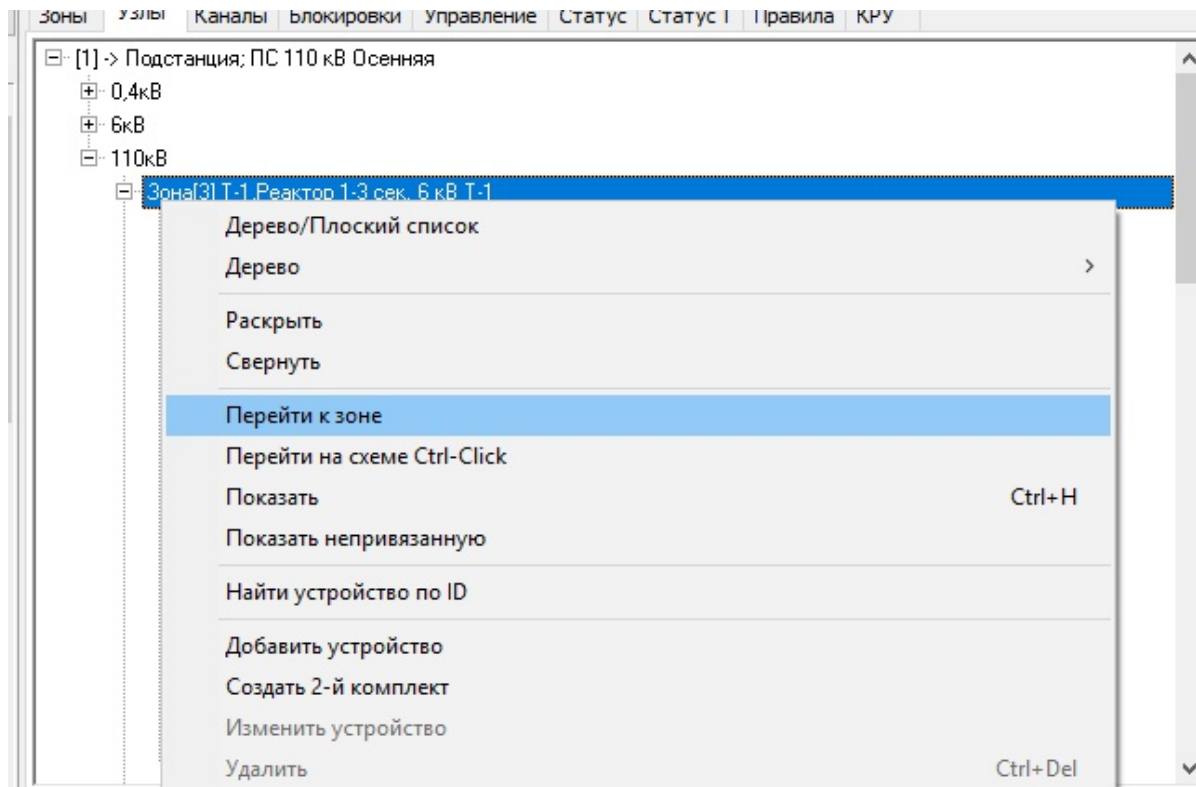 Зоны Узлы Каналы Блокировки Управление Статус Статус Т Правила КРУ
[1] -> Подстанция; ПС 110 кВ Осенняя
0,4кВ
6кВ
110кВ
Зона[3] Т-1.Реактор 1-3 сек. 6 кВ Т-1
Дерево/Плоский список
Дерево
Раскрыть
Свернуть
Перейти к зоне
Перейти на схеме Ctrl-Click
Показать Ctrl+H
Показать непривязанную
Найти устройство по ID
Добавить устройство
Создать 2-й комплект
Изменить устройство
Удалить Ctrl+Del